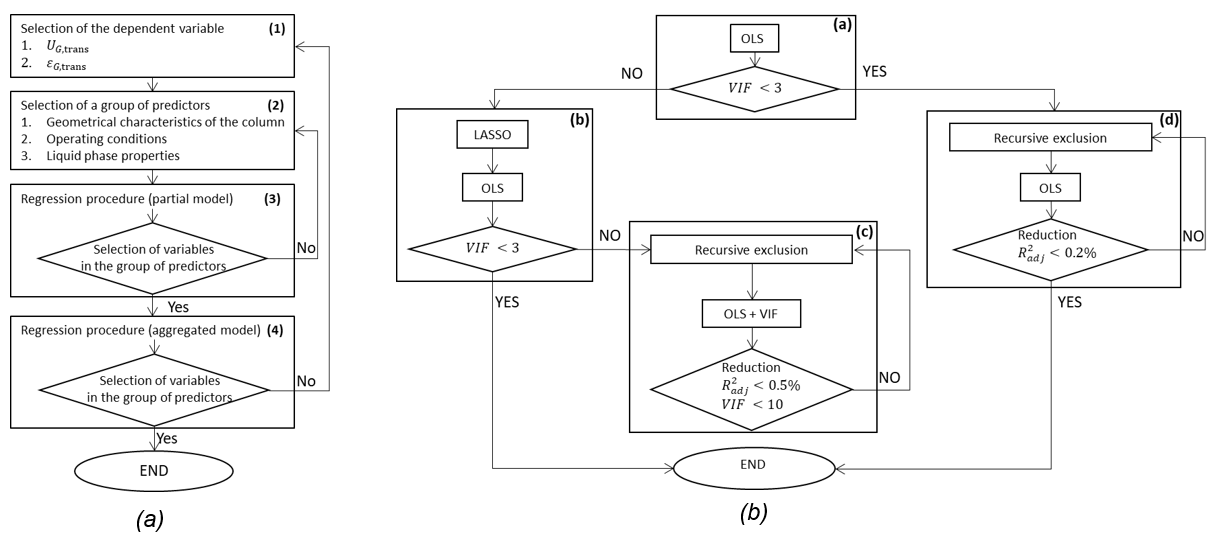 Selection of the dependent variable (1)
1. U_G,trans
2. ε_G,trans
Selection of a group of predictors (2)
1. Geometrical characteristics of the column
2. Operating conditions
3. Liquid phase properties
Regression procedure (partial model) (3)
Selection of variables
in the group of predictors
No
Yes
Regression procedure (aggregated model) (4)
Selection of variables
in the group of predictors
No
Yes
END
(a)
(a)
OLS
VIF < 3
NO
YES
(b)
LASSO
OLS
VIF < 3
NO
YES
(c)
Recursive exclusion
OLS + VIF
Reduction
R²adj < 0.5%
VIF < 10
NO
(d)
Recursive exclusion
OLS
Reduction
R²adj < 0.2%
NO
YES
END
(b)